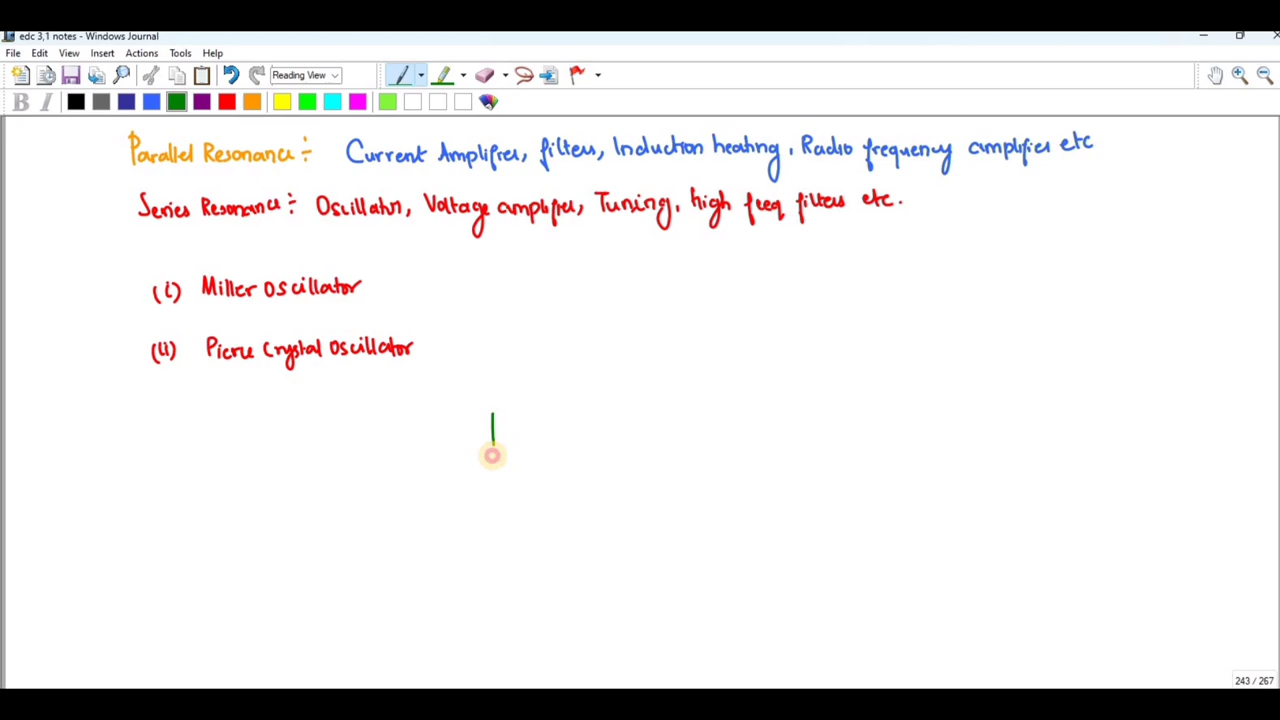 edc 3,1 notes - Windows Journal
File Edit View Insert Actions Tools Help
Reading View
B I
Parallel Resonance :- Current Amplifier, filters, Induction heating, Radio frequency amplifier etc
Series Resonance :- Oscillator, Voltage amplifier, Tuning, high freq filters etc.
(i) Miller Oscillator
(ii) Pierce Crystal Oscillator
243 / 267